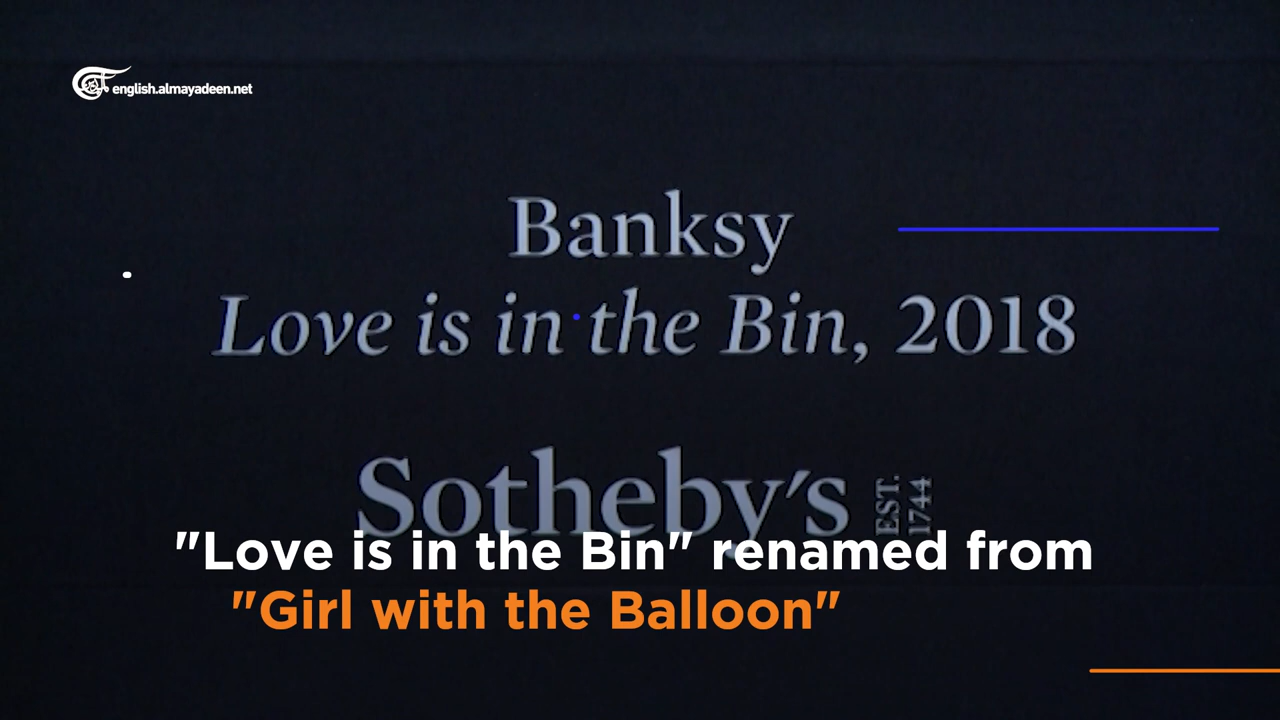 english.almayadeen.net
Banksy
Love is in the Bin, 2018
Sotheby's
EST.
1744
"Love is in the Bin" renamed from
"Girl with the Balloon"